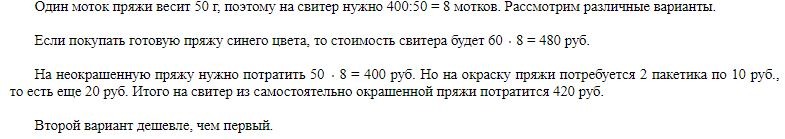 Один моток пряжи весит 50 г, поэтому на свитер нужно 400:50 = 8 мотков. Рассмотрим различные варианты.
Если покупать готовую пряжу синего цвета, то стоимость свитера будет 60 · 8 = 480 руб.
На неокрашенную пряжу нужно потратить 50 · 8 = 400 руб. Но на окраску пряжи потребуется 2 пакетика по 10 руб.,
то есть еще 20 руб. Итого на свитер из самостоятельно окрашенной пряжи потратится 420 руб.
Второй вариант дешевле, чем первый.